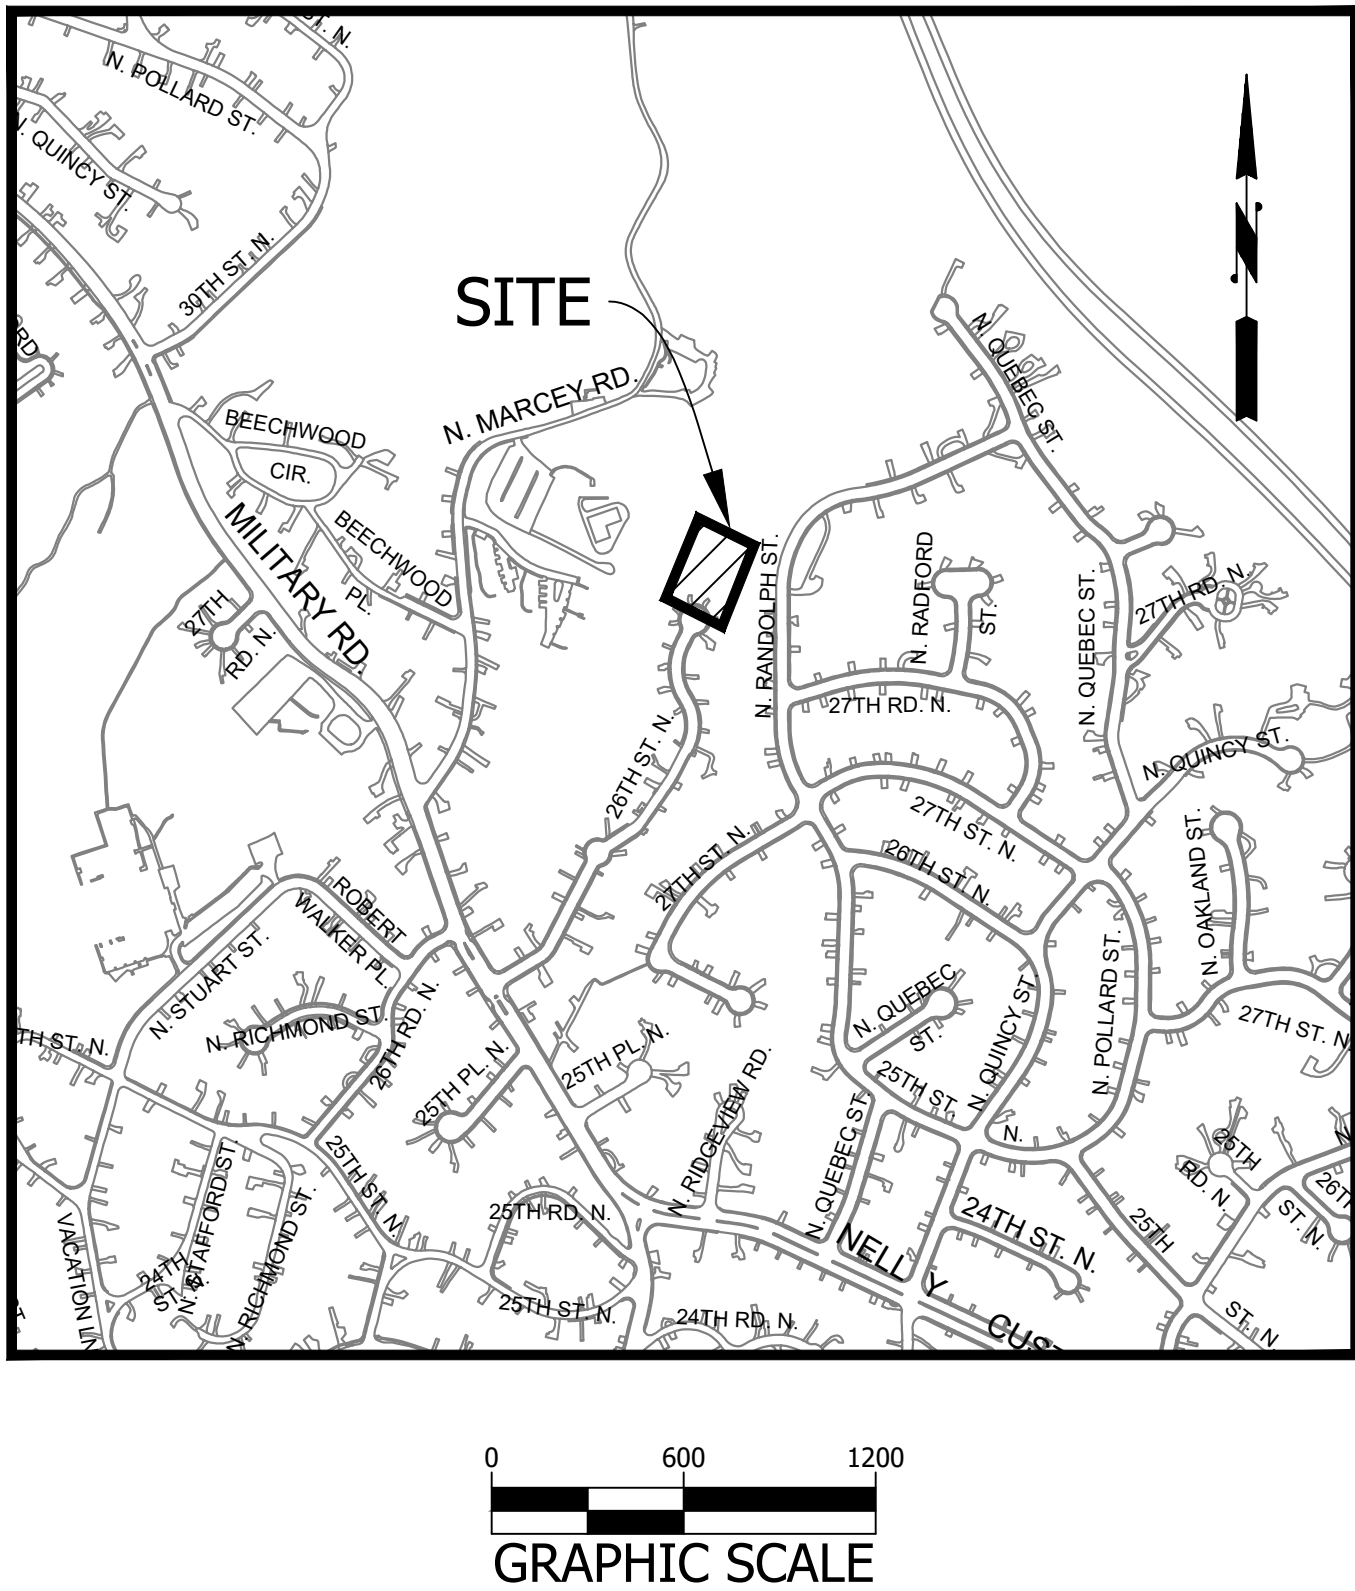 ST. N.
N. POLLARD ST.
N. QUINCY ST.
30TH ST. N.
SITE
N. MARCEY RD.
BEECHWOOD
CIR.
BEECHWOOD
PL.
MILITARY RD.
27TH
RD. N.
N. QUEBEC ST.
N. RANDOLPH ST.
N. RADFORD
ST.
N. QUEBEC ST.
27TH RD. N.
27TH RD. N.
N. QUINCY ST.
26TH ST. N.
27TH ST. N.
27TH ST. N.
26TH ST. N.
N. OAKLAND ST.
ROBERT
WALKER PL.
N. STUART ST.
N. RICHMOND ST.
26TH RD. N.
TH ST. N.
25TH PL. N.
25TH PL. N.
N. QUEBEC
ST.
N. QUINCY ST.
N. POLLARD ST.
27TH ST. N.
25TH ST.
N.
N. RIDGEVIEW RD.
N. QUEBEC ST.
25TH
RD. N.
26TH
ST. N.
25TH ST. N.
N. STAFFORD ST.
N. RICHMOND ST.
VACATION LN
24TH
ST. N.
25TH RD. N.
25TH ST. N.
24TH RD. N.
24TH ST. N.
25TH
ST. N.
NELLY
CUST
0 600 1200
GRAPHIC SCALE